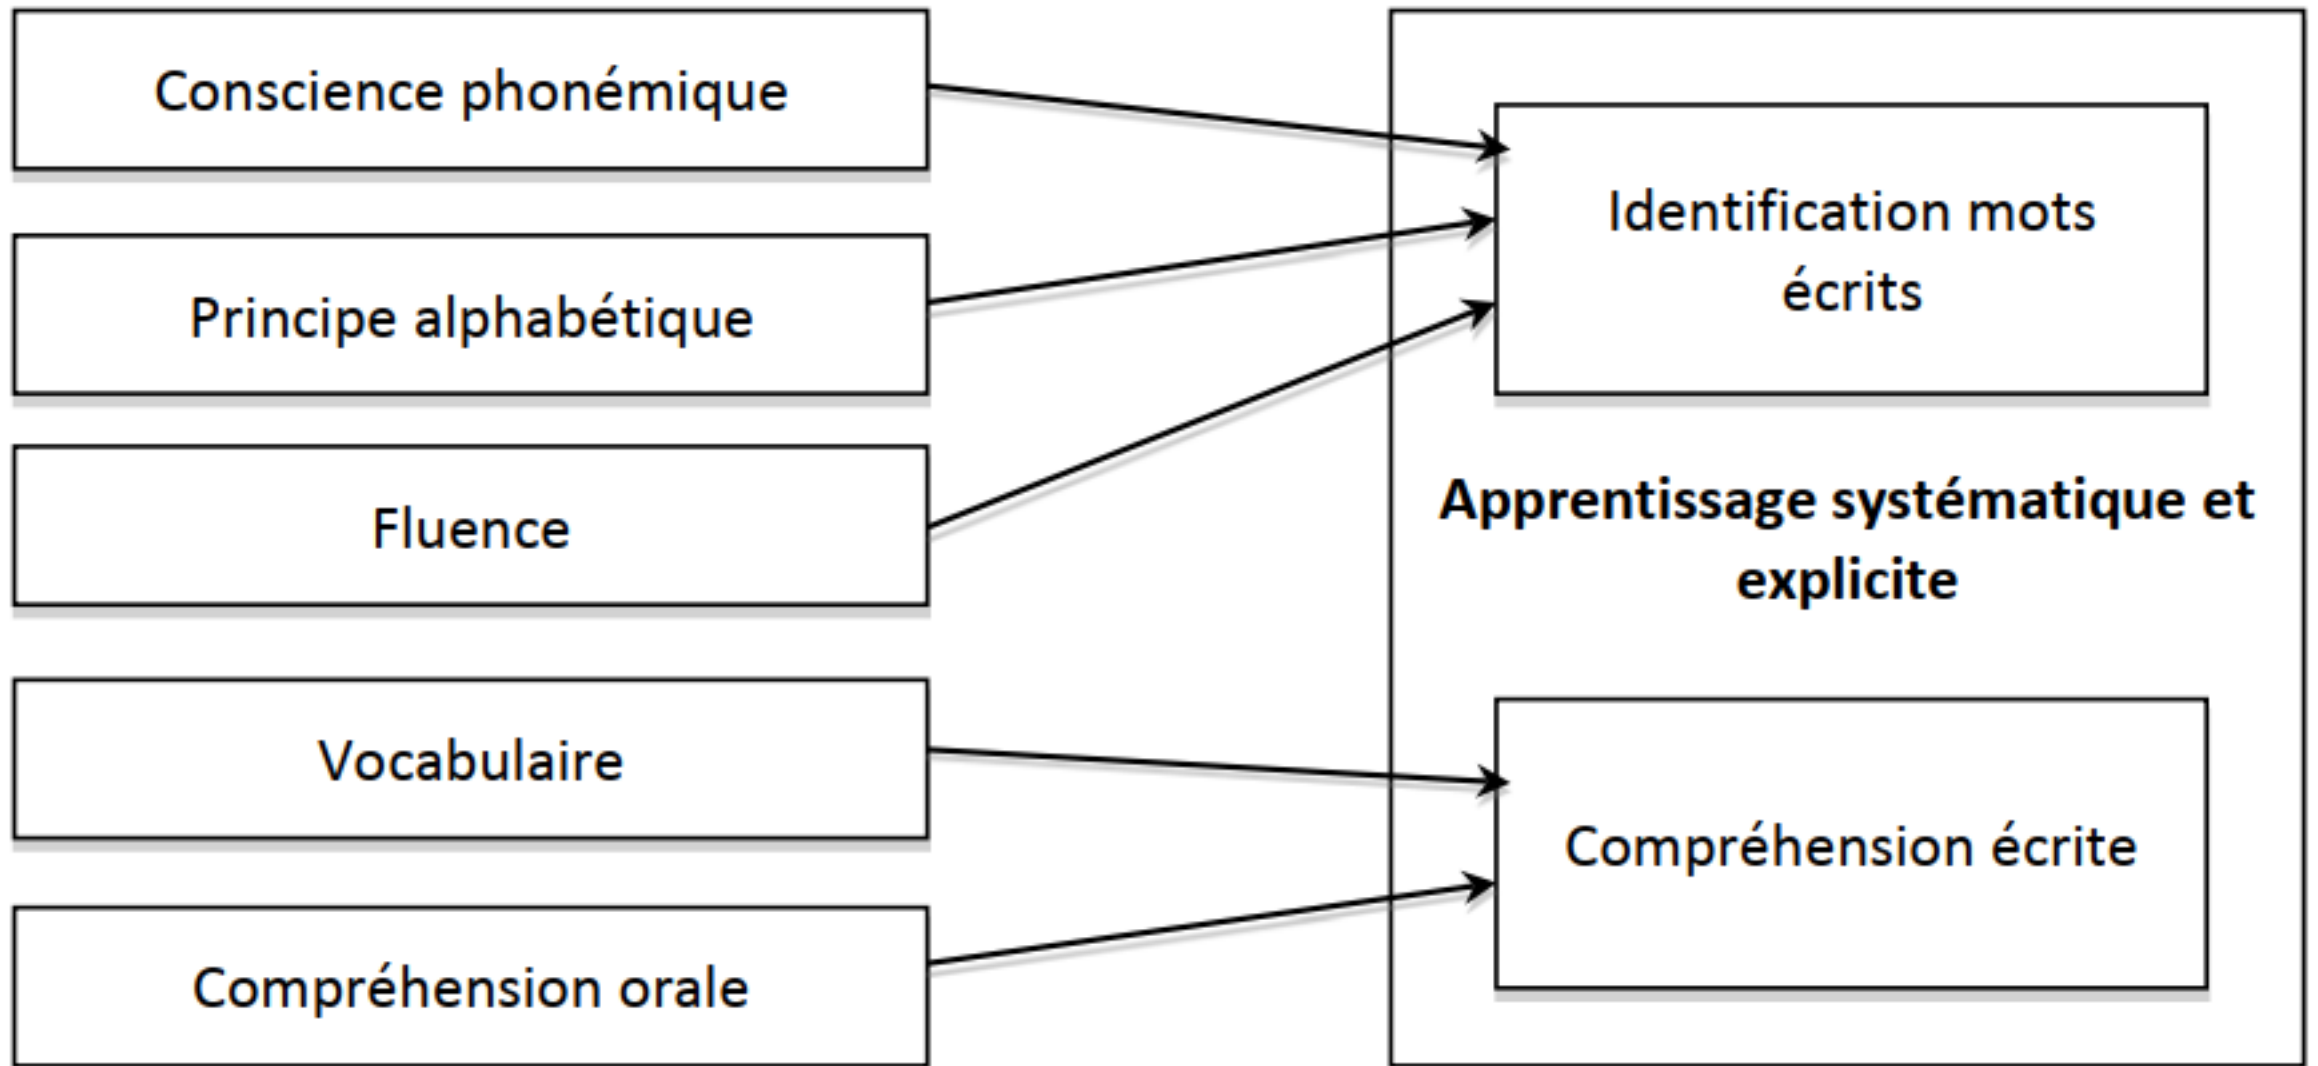 Conscience phonémique
Principe alphabétique
Fluence
Vocabulaire
Compréhension orale
Identification mots
écrits
Apprentissage systématique et
explicite
Compréhension écrite